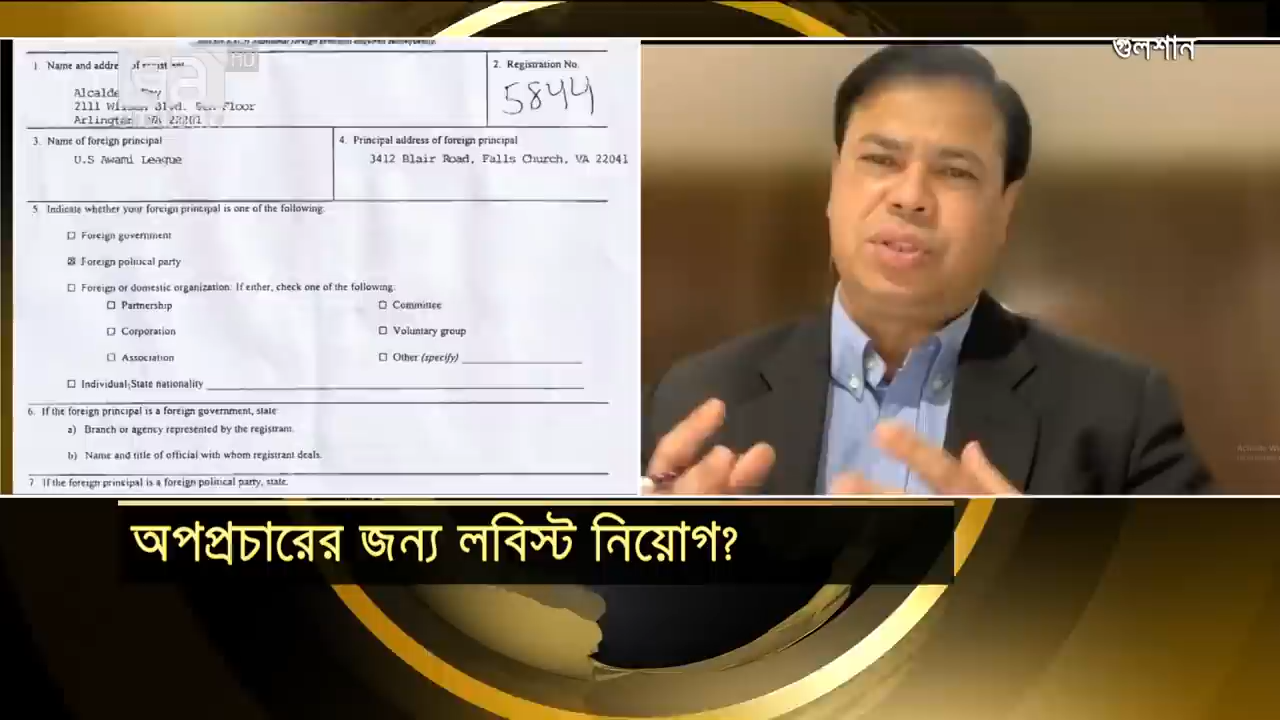 1. Name and address of registrant
2. Registration No.
5844
2111 Wilson Blvd. 8th Floor
Arlington VA 22201
3. Name of foreign principal
4. Principal address of foreign principal
U.S Awami League
3412 Blair Road, Falls Church, VA 22041
5. Indicate whether your foreign principal is one of the following:
Foreign government
Foreign political party
Foreign or domestic organization: If either, check one of the following:
Partnership
Committee
Corporation
Voluntary group
Association
Other (specify)
Individual-State nationality
6. If the foreign principal is a foreign government, state:
a) Branch or agency represented by the registrant.
b) Name and title of official with whom registrant deals.
7. If the foreign principal is a foreign political party, state:
গুলশান
অপপ্রচারের জন্য লবিস্ট নিয়োগ?